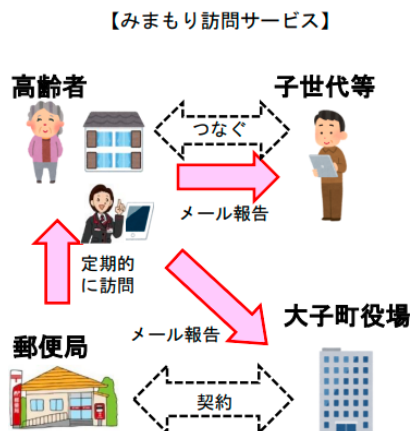 【みまもり訪問サービス】
高齢者
子世代等
つなぐ
メール報告
定期的
に訪問
メール報告
大子町役場
郵便局
契約